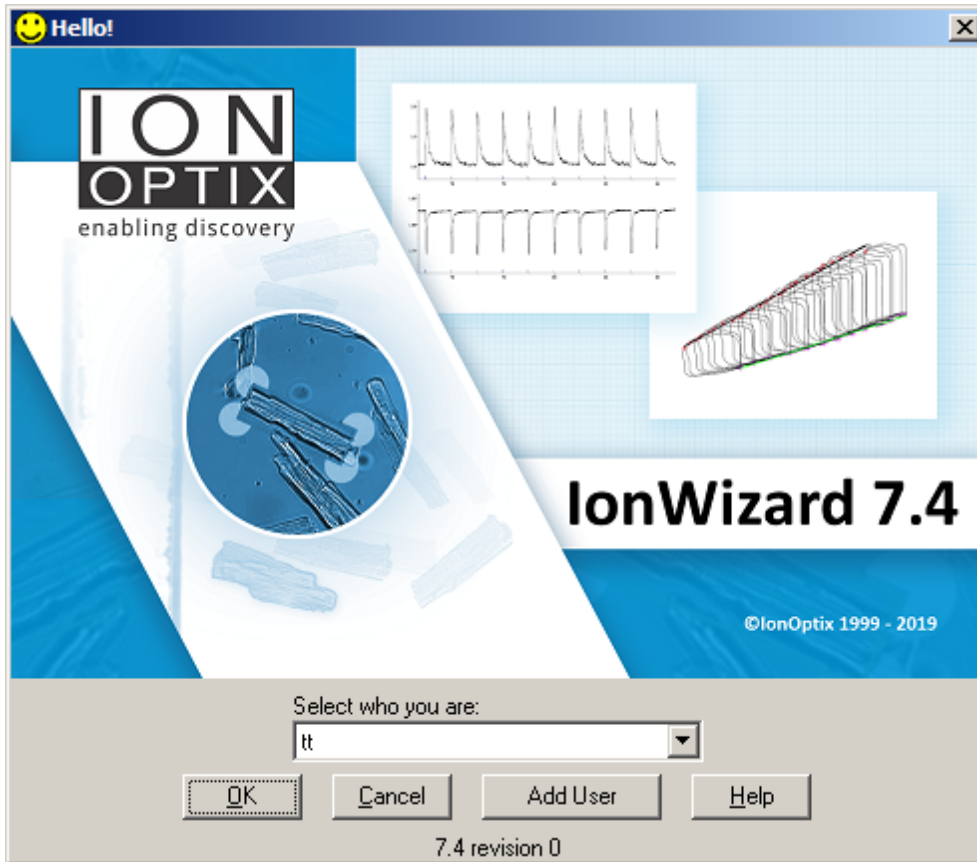 Hello!
ION
OPTIX
enabling discovery
IonWizard 7.4
©IonOptix 1999 - 2019
Select who you are:
tt
OK
Cancel
Add User
Help
7.4 revision 0